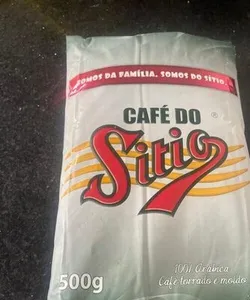 SOMOS DA FAMÍLIA. SOMOS DO SÍTIO
CAFÉ DO
Sitio
®
100% Arábica
Café torrado e moído
500g